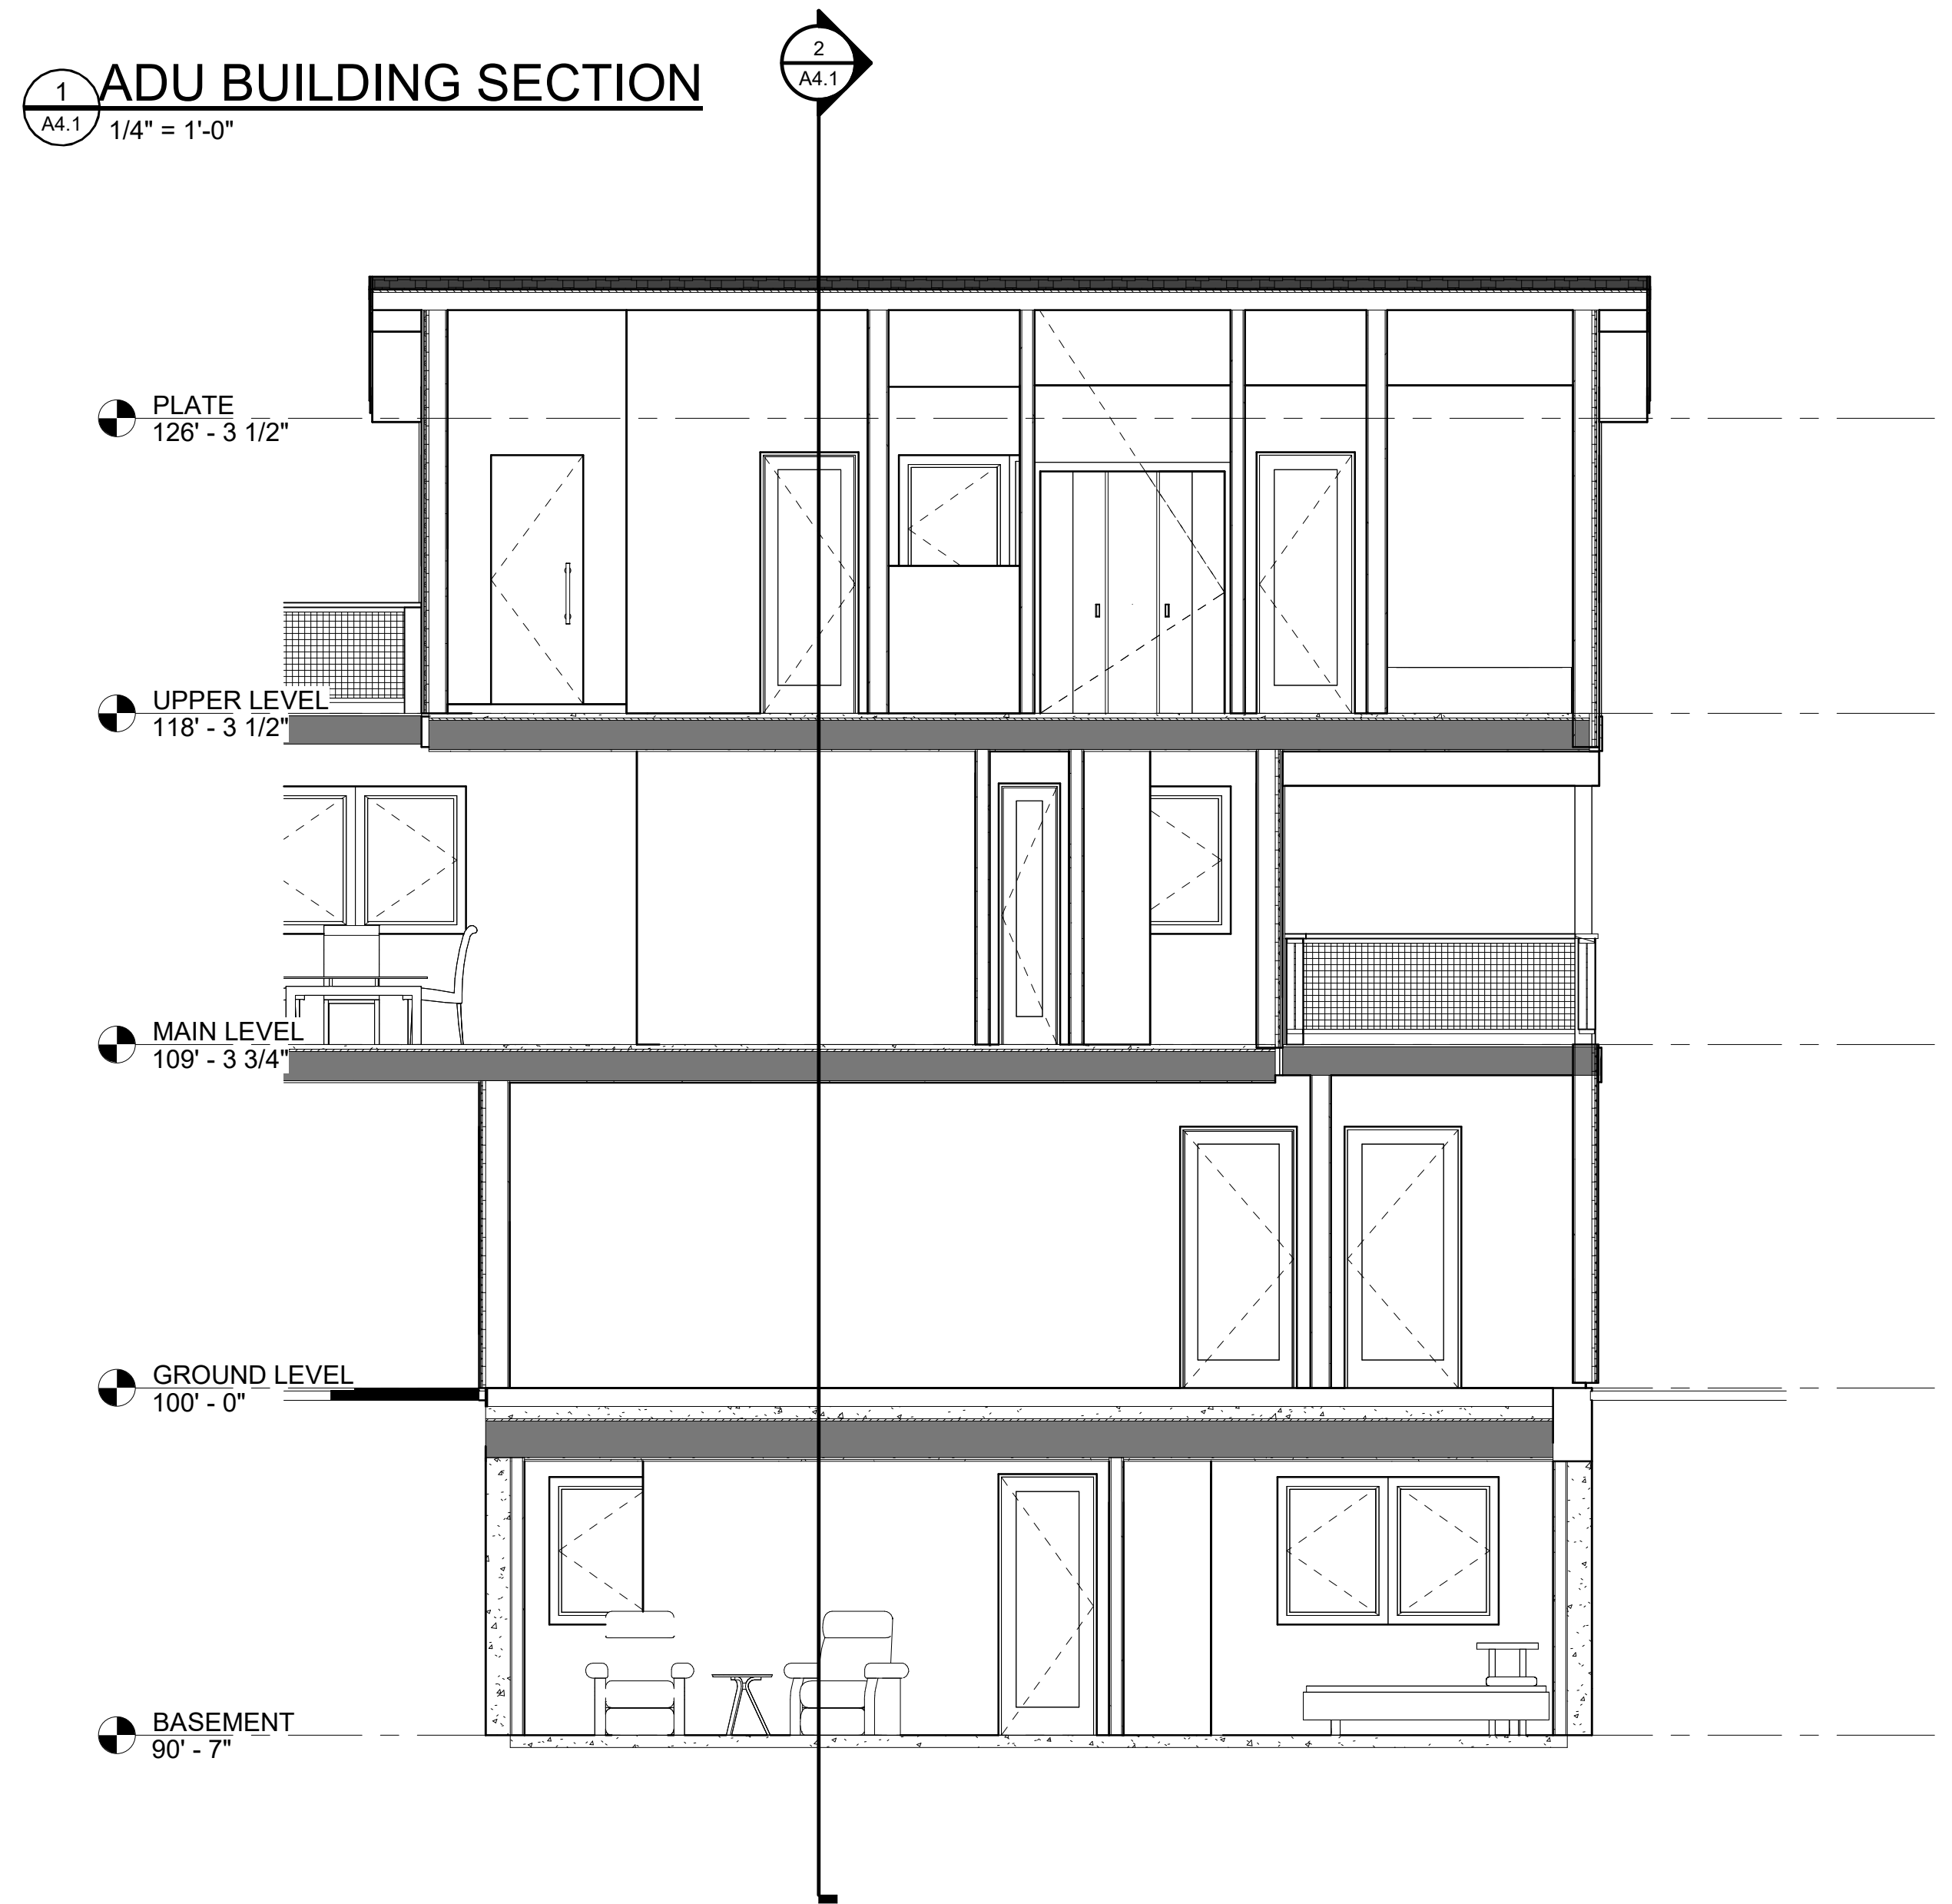 2
A4.1
1
A4.1
ADU BUILDING SECTION
1/4" = 1'-0"
PLATE
126' - 3 1/2"
UPPER LEVEL
118' - 3 1/2"
MAIN LEVEL
109' - 3 3/4"
GROUND LEVEL
100' - 0"
BASEMENT
90' - 7"